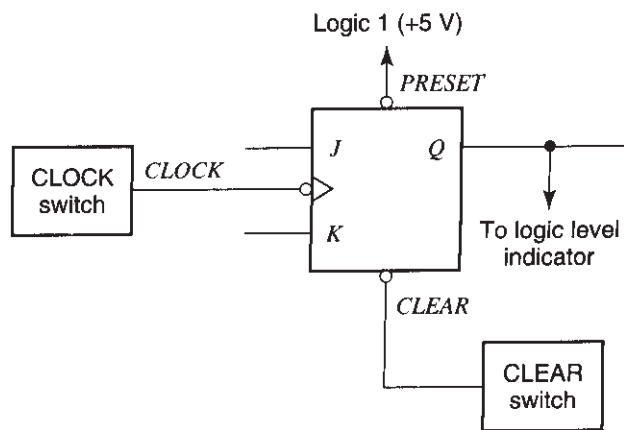 Logic 1 (+5 V)
PRESET
J
Q
CLOCK
CLOCK
switch
K
To logic level
indicator
CLEAR
CLEAR
switch